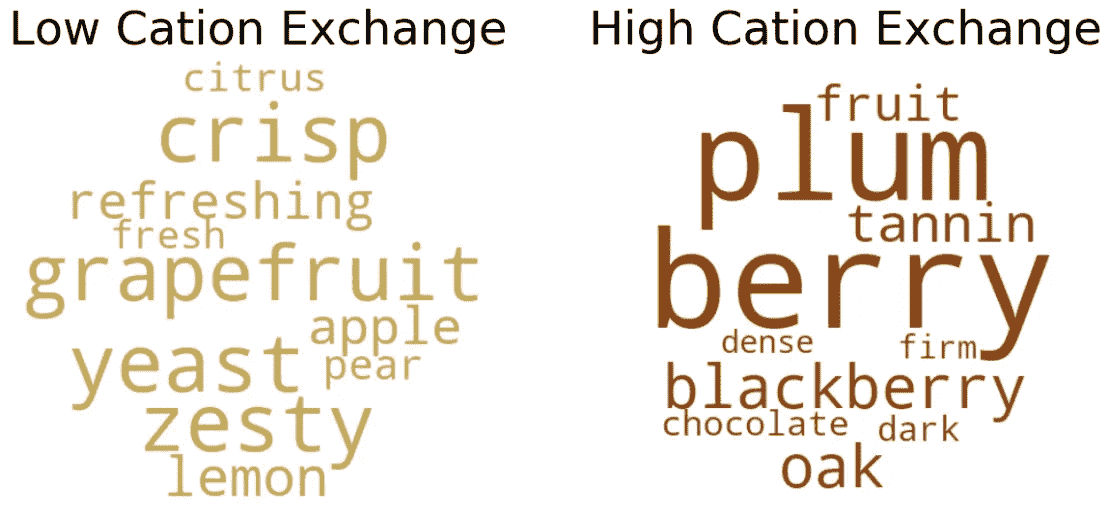 Low Cation Exchange
citrus
crisp
refreshing
fresh
grapefruit
apple
yeast
pear
zesty
lemon
High Cation Exchange
fruit
plum
tannin
berry
dense
firm
blackberry
chocolate
dark
oak